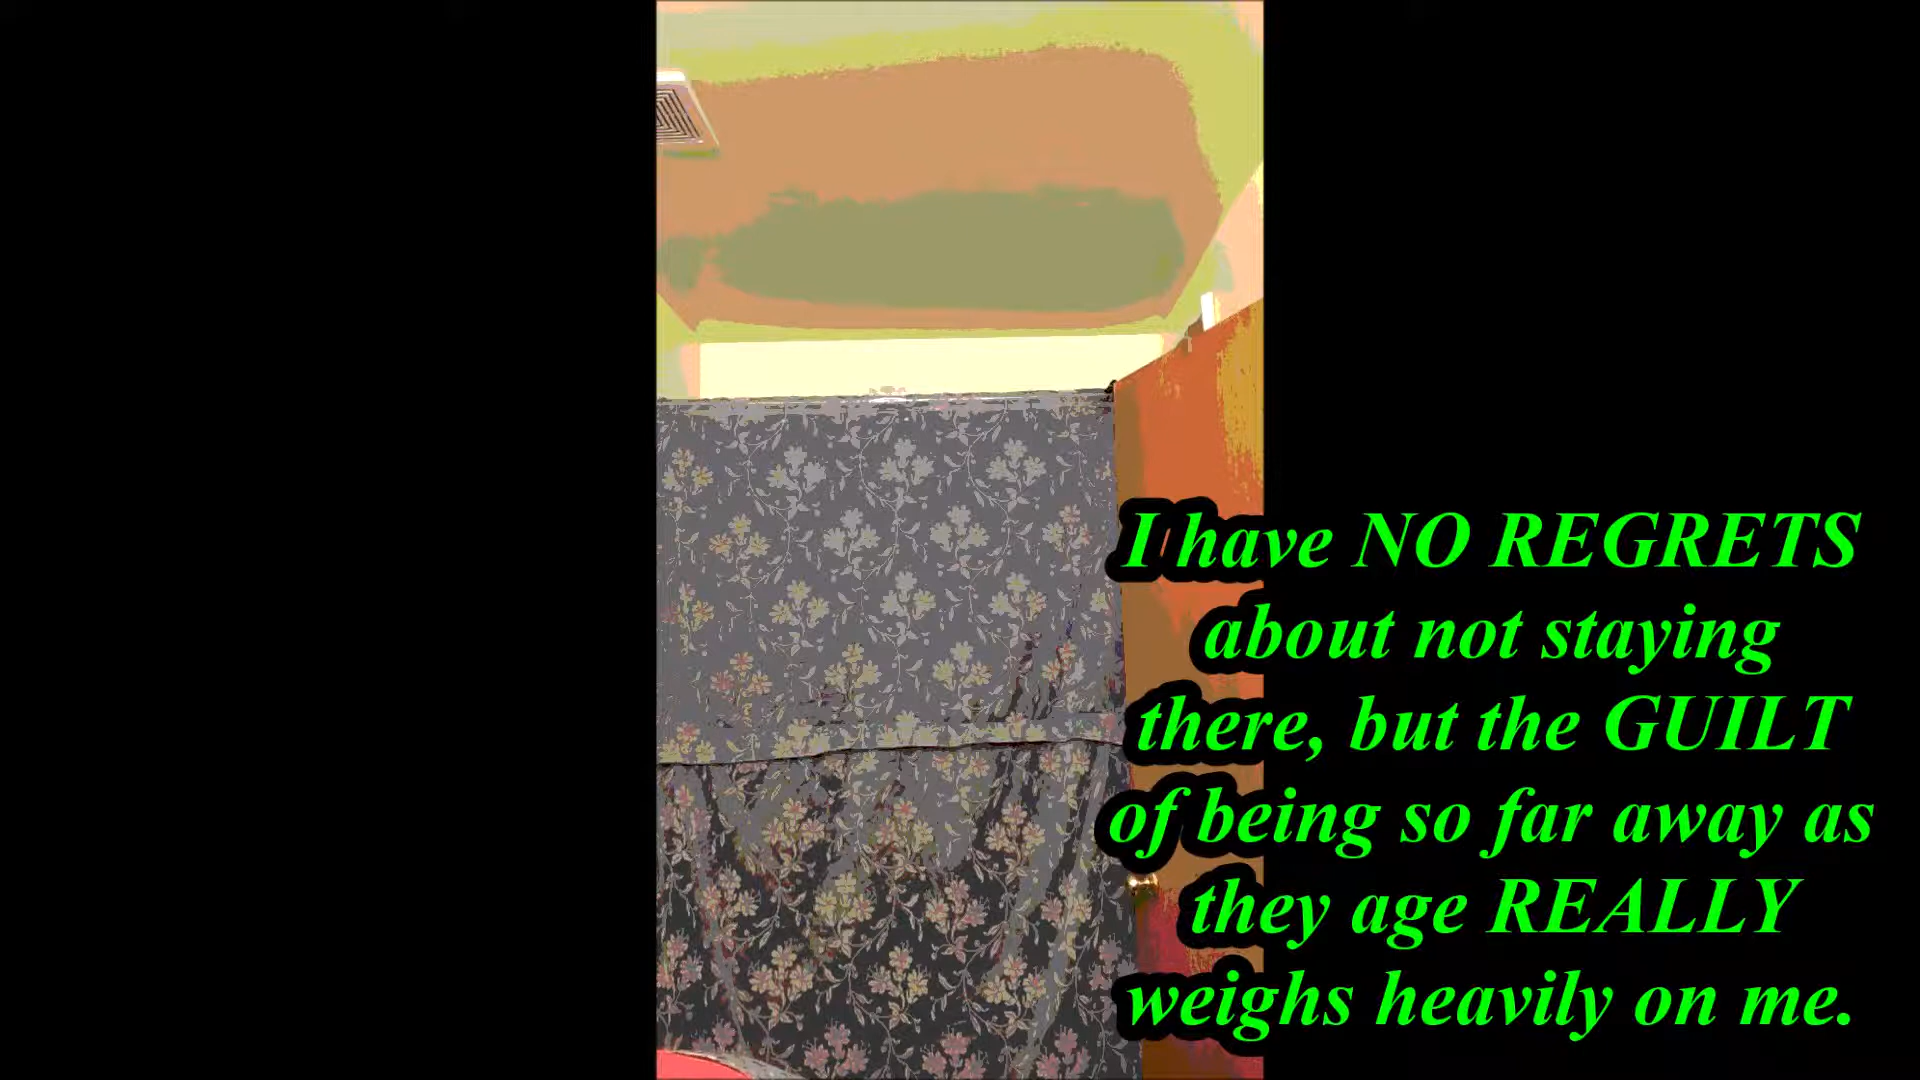 I have NO REGRETS
about not staying
there, but the GUILT
of being so far away as
they age REALLY
weighs heavily on me.